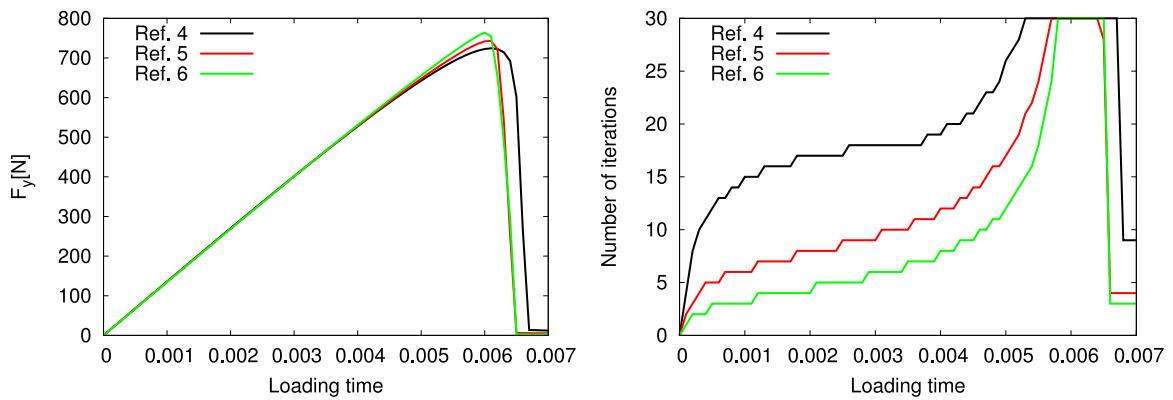 800
700
600
500
400
300
200
100
0
F_y[N]
Ref. 4
Ref. 5
Ref. 6
0 0.001 0.002 0.003 0.004 0.005 0.006 0.007
Loading time
30
25
20
15
10
5
0
Number of iterations
Ref. 4
Ref. 5
Ref. 6
0 0.001 0.002 0.003 0.004 0.005 0.006 0.007
Loading time